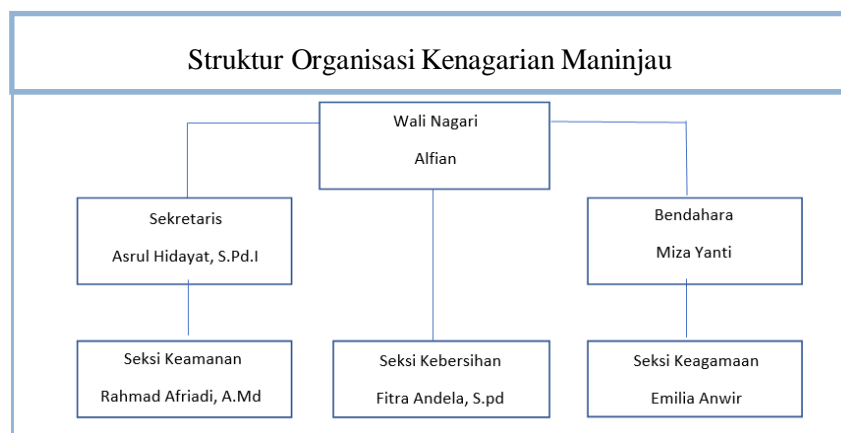 Struktur Organisasi Kenagarian Maninjau
Wali Nagari
Alfian
Sekretaris
Asrul Hidayat, S.Pd.I
Bendahara
Miza Yanti
Seksi Keamanan
Rahmad Afriadi, A.Md
Seksi Kebersihan
Fitra Andela, S.pd
Seksi Keagamaan
Emilia Anwir